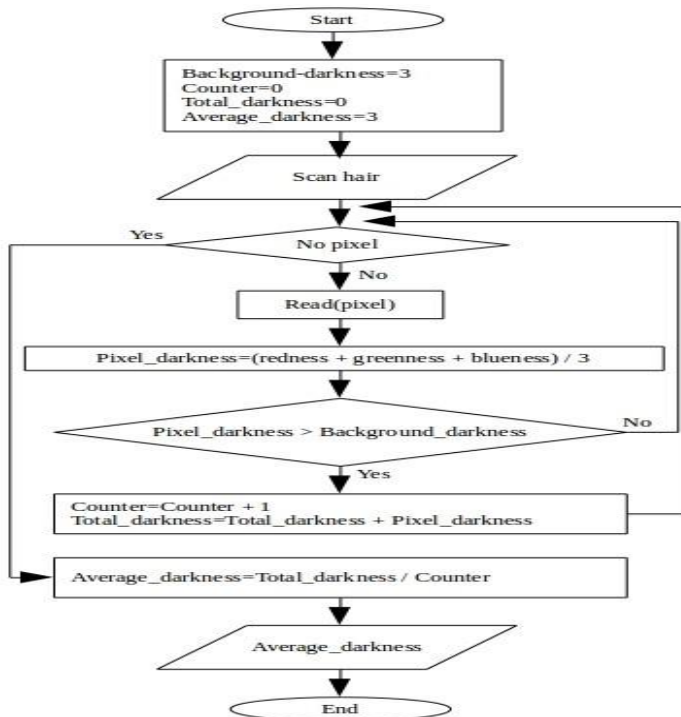 Start
Background-darkness=3
Counter=0
Total_darkness=0
Average_darkness=3
Scan hair
Yes
No pixel
No
Read(pixel)
Pixel_darkness=(redness + greenness + blueness) / 3
Pixel_darkness > Background_darkness
No
Yes
Counter=Counter + 1
Total_darkness=Total_darkness + Pixel_darkness
Average_darkness=Total_darkness / Counter
Average_darkness
End